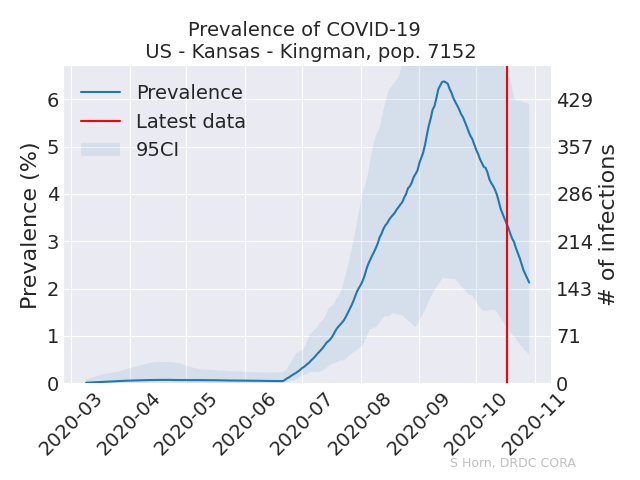 Prevalence of COVID-19
US - Kansas - Kingman, pop. 7152
Prevalence
Latest data
95CI
Prevalence (%)
6
5
4
3
2
1
0
429
357
286
214
143
71
0
# of infections
2020-03
2020-04
2020-05
2020-06
2020-07
2020-08
2020-09
2020-10
2020-11
S Horn, DRDC CORA